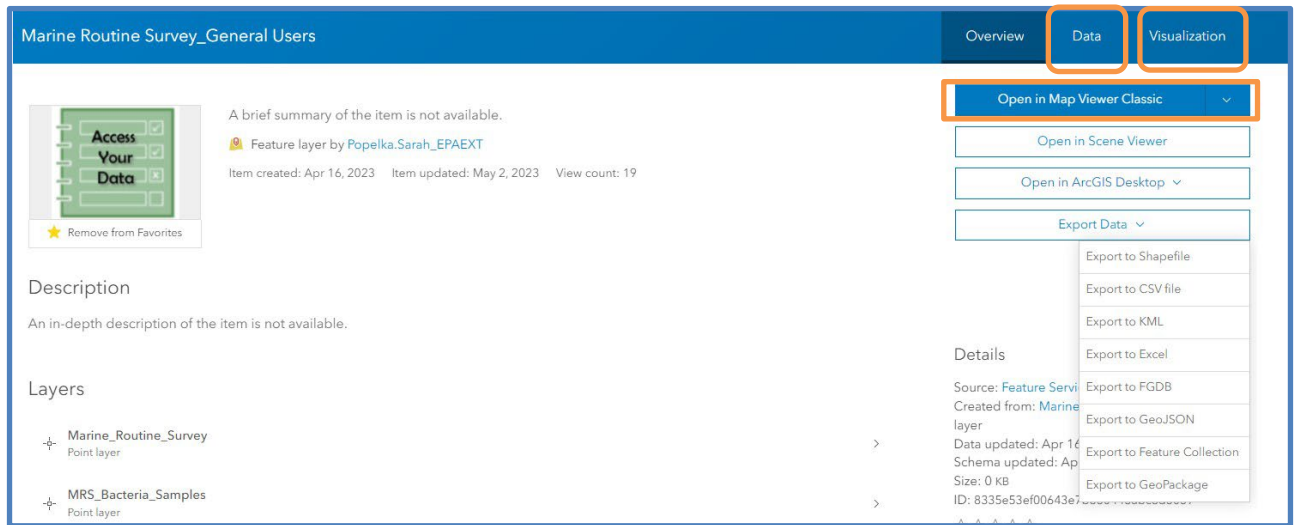 Marine Routine Survey_General Users
Overview
Data
Visualization
Access
Your
Data
Remove from Favorites
A brief summary of the item is not available.
Feature layer by Popelka.Sarah_EPAEXT
Item created: Apr 16, 2023 Item updated: May 2, 2023 View count: 19
Open in Map Viewer Classic
Open in Scene Viewer
Open in ArcGIS Desktop
Export Data
Export to Shapefile
Export to CSV file
Export to KML
Export to Excel
Export to FGDB
Export to GeoJSON
Export to Feature Collection
Export to GeoPackage
Description
An in-depth description of the item is not available.
Layers
Marine_Routine_Survey
Point layer
MRS_Bacteria_Samples
Point layer
Details
Source: Feature Servi
Created from: Marine
layer
Data updated: Apr 16
Schema updated: Ap
Size: 0 KB
ID: